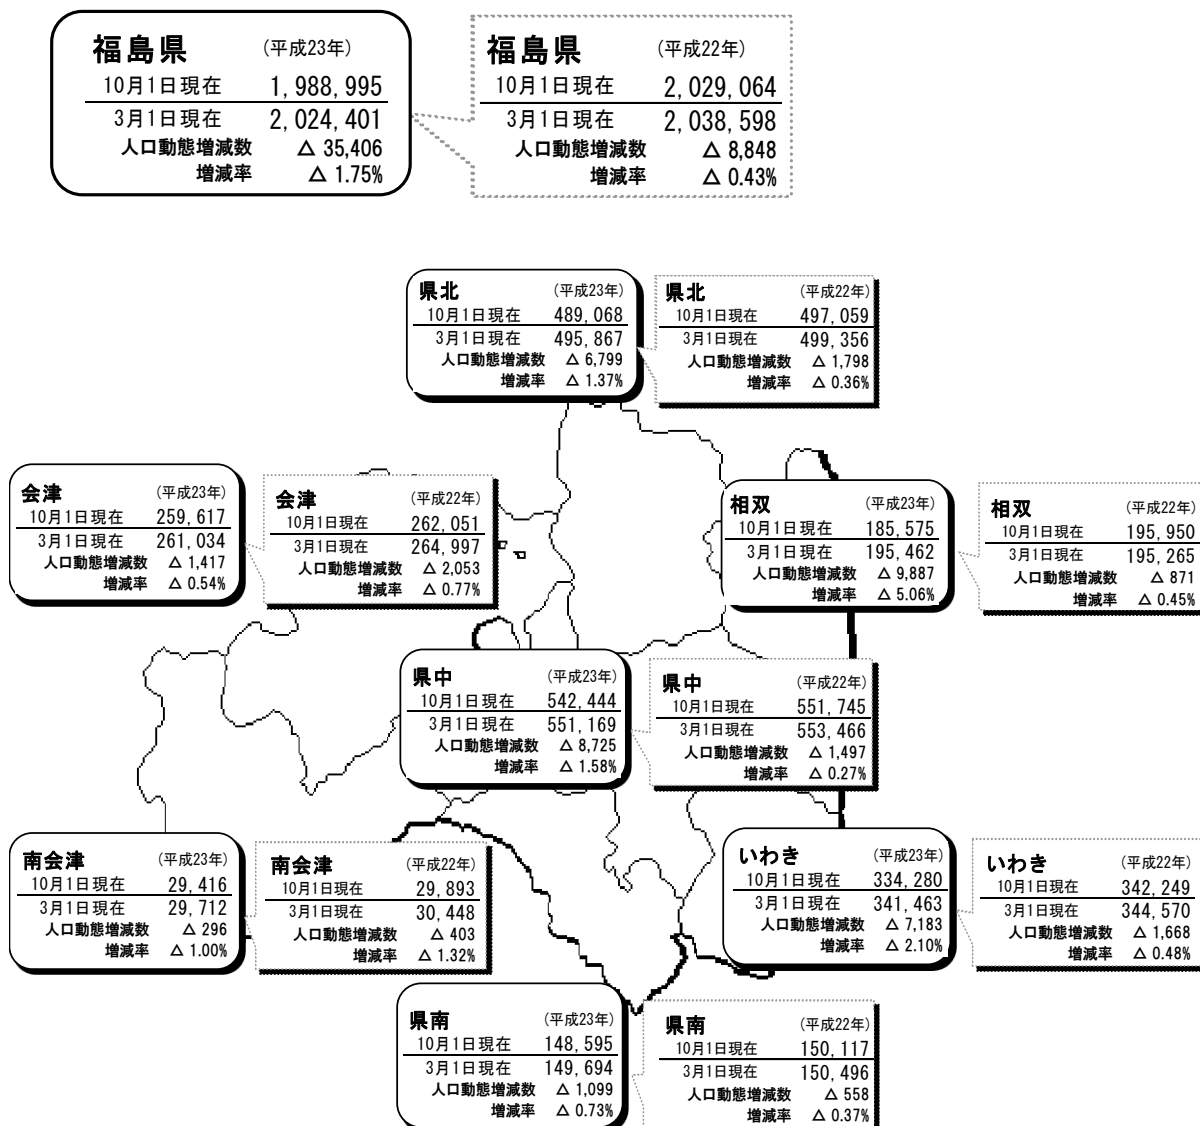 福島県 (平成23年)
10月1日現在 1,988,995
3月1日現在 2,024,401
人口動態増減数 △ 35,406
増減率 △ 1.75%
福島県 (平成22年)
10月1日現在 2,029,064
3月1日現在 2,038,598
人口動態増減数 △ 8,848
増減率 △ 0.43%
県北 (平成23年)
10月1日現在 489,068
3月1日現在 495,867
人口動態増減数 △ 6,799
増減率 △ 1.37%
県北 (平成22年)
10月1日現在 497,059
3月1日現在 499,356
人口動態増減数 △ 1,798
増減率 △ 0.36%
会津 (平成23年)
10月1日現在 259,617
3月1日現在 261,034
人口動態増減数 △ 1,417
増減率 △ 0.54%
会津 (平成22年)
10月1日現在 262,051
3月1日現在 264,997
人口動態増減数 △ 2,053
増減率 △ 0.77%
相双 (平成23年)
10月1日現在 185,575
3月1日現在 195,462
人口動態増減数 △ 9,887
増減率 △ 5.06%
相双 (平成22年)
10月1日現在 195,950
3月1日現在 195,265
人口動態増減数 △ 871
増減率 △ 0.45%
県中 (平成23年)
10月1日現在 542,444
3月1日現在 551,169
人口動態増減数 △ 8,725
増減率 △ 1.58%
県中 (平成22年)
10月1日現在 551,745
3月1日現在 553,466
人口動態増減数 △ 1,497
増減率 △ 0.27%
南会津 (平成23年)
10月1日現在 29,416
3月1日現在 29,712
人口動態増減数 △ 296
増減率 △ 1.00%
南会津 (平成22年)
10月1日現在 29,893
3月1日現在 30,448
人口動態増減数 △ 403
増減率 △ 1.32%
いわき (平成23年)
10月1日現在 334,280
3月1日現在 341,463
人口動態増減数 △ 7,183
増減率 △ 2.10%
いわき (平成22年)
10月1日現在 342,249
3月1日現在 344,570
人口動態増減数 △ 1,668
増減率 △ 0.48%
県南 (平成23年)
10月1日現在 148,595
3月1日現在 149,694
人口動態増減数 △ 1,099
増減率 △ 0.73%
県南 (平成22年)
10月1日現在 150,117
3月1日現在 150,496
人口動態増減数 △ 558
増減率 △ 0.37%